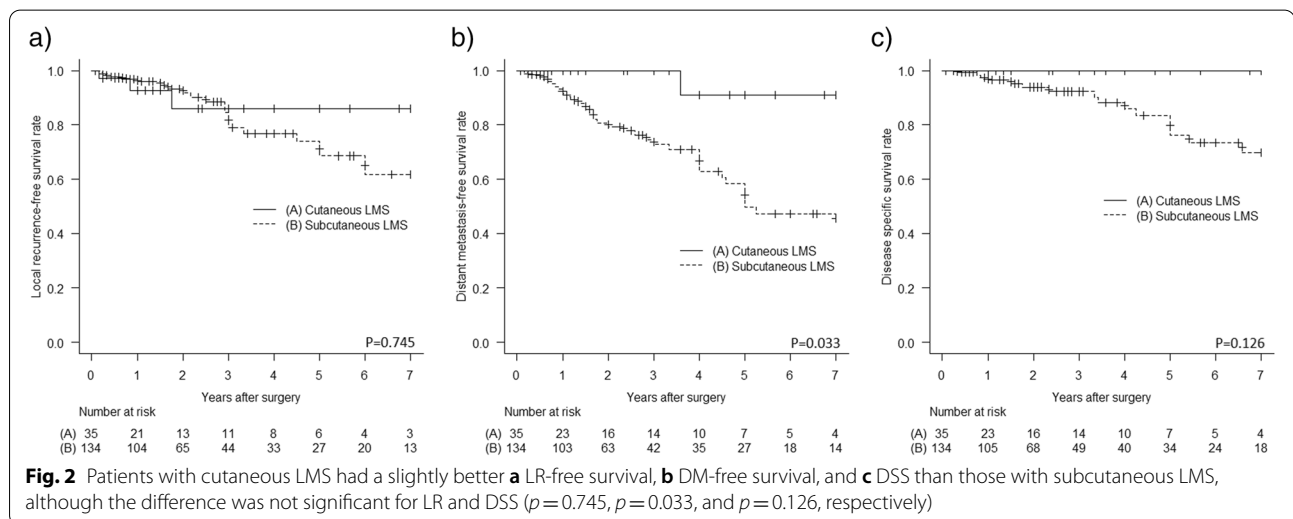 a)
Local recurrence-free survival rate
1.0
0.8
0.6
0.4
0.2
0.0
(A) Cutaneous LMS
(B) Subcutaneous LMS
P=0.745
0 1 2 3 4 5 6 7
Years after surgery
Number at risk
(A) 35 21 13 11 8 6 4 3
(B) 134 104 65 44 33 27 20 13
b)
Distant metastasis-free survival rate
1.0
0.8
0.6
0.4
0.2
0.0
(A) Cutaneous LMS
(B) Subcutaneous LMS
P=0.033
0 1 2 3 4 5 6 7
Years after surgery
Number at risk
(A) 35 23 16 14 10 7 5 4
(B) 134 103 63 42 35 27 18 14
c)
Disease specific survival rate
1.0
0.8
0.6
0.4
0.2
0.0
(A) Cutaneous LMS
(B) Subcutaneous LMS
P=0.126
0 1 2 3 4 5 6 7
Years after surgery
Number at risk
(A) 35 23 16 14 10 7 5 4
(B) 134 105 68 49 40 34 24 18
Fig. 2 Patients with cutaneous LMS had a slightly better a LR-free survival, b DM-free survival, and c DSS than those with subcutaneous LMS,
although the difference was not significant for LR and DSS (p = 0.745, p = 0.033, and p = 0.126, respectively)